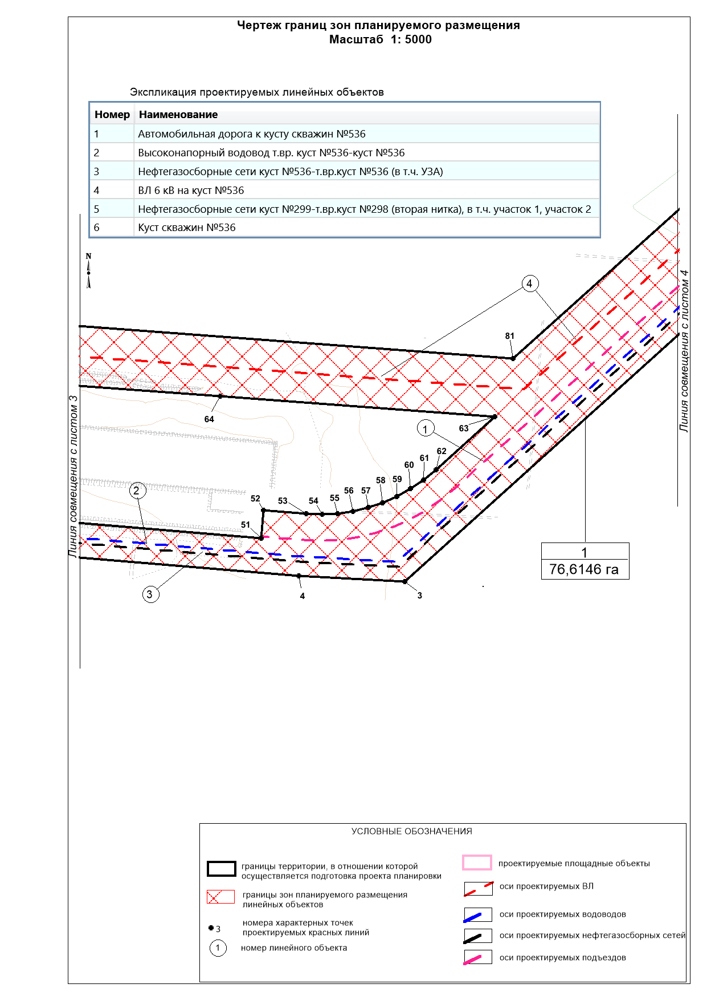 Чертеж границ зон планируемого размещения
Масштаб 1: 5000
Экспликация проектируемых линейных объектов
Номер Наименование
1 Автомобильная дорога к кусту скважин №536
2 Высоконапорный водовод т.вр. куст №536-куст №536
3 Нефтегазосборные сети куст №536-т.вр.куст №536 (в т.ч. УЗА)
4 ВЛ 6 кВ на куст №536
5 Нефтегазосборные сети куст №299-т.вр.куст №298 (вторая нитка), в т.ч. участок 1, участок 2
6 Куст скважин №536
N
4
81
Линия совмещения с листом 4
Линия совмещения с листом 3
64
63
1
62
61
60
59
58
57
56
55
54
53
52
51
2
3
4
3
1
76,6146 га
УСЛОВНЫЕ ОБОЗНАЧЕНИЯ
границы территории, в отношении которой
осуществляется подготовка проекта планировки
границы зон планируемого размещения
линейных объектов
3
номера характерных точек
проектируемых красных линий
1
номер линейного объекта
проектируемые площадные объекты
оси проектируемых ВЛ
оси проектируемых водоводов
оси проектируемых нефтегазосборных сетей
оси проектируемых подъездов